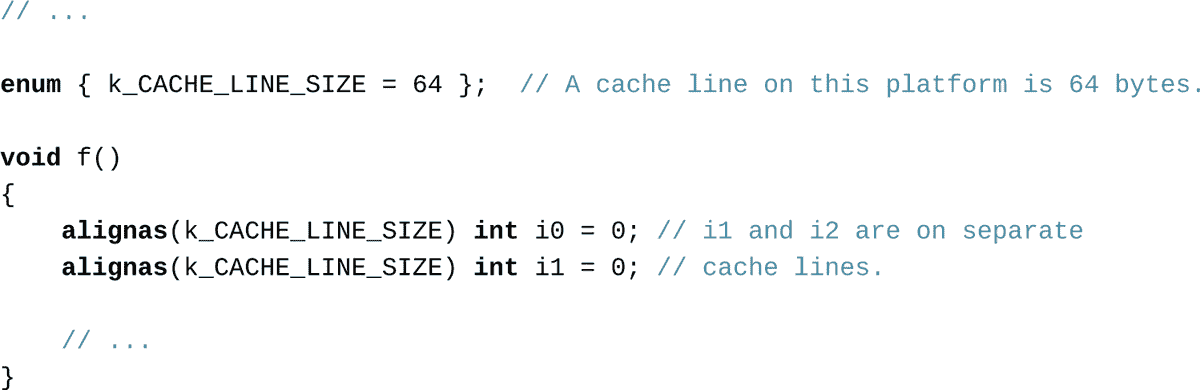 // ...
enum { k_CACHE_LINE_SIZE = 64 };  // A cache line on this platform is 64 bytes.
void f()
{
    alignas(k_CACHE_LINE_SIZE) int i0 = 0; // i1 and i2 are on separate
    alignas(k_CACHE_LINE_SIZE) int i1 = 0; // cache lines.
    // ...
}